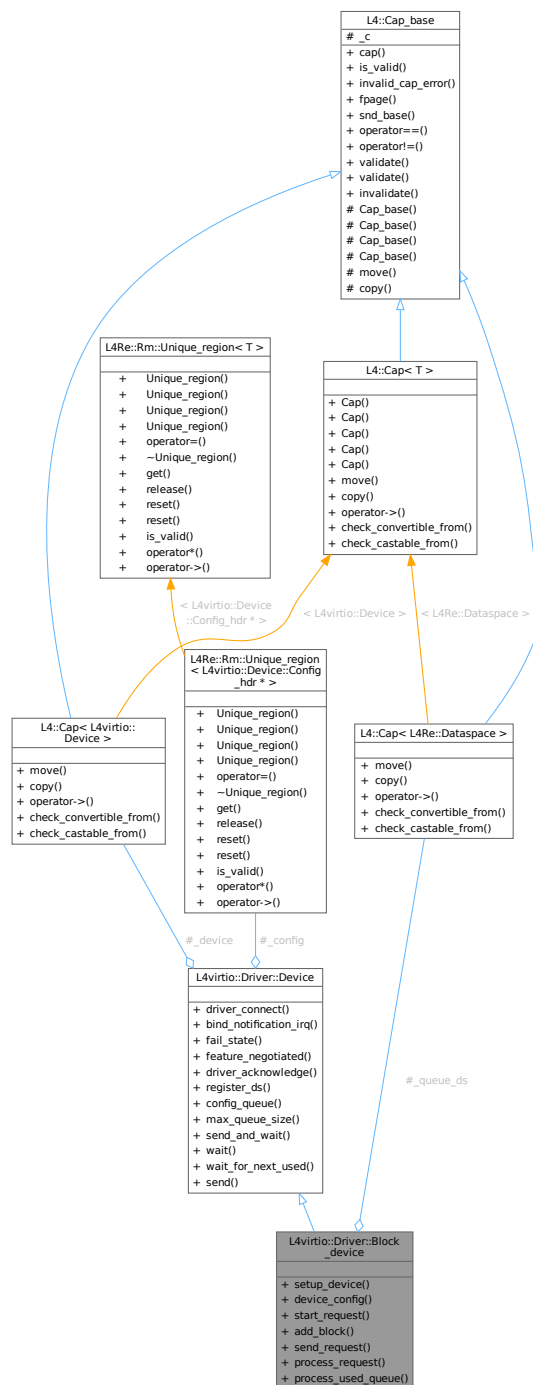 L4::Cap_base
# _c
+ cap()
+ is_valid()
+ invalid_cap_error()
+ fpage()
+ snd_base()
+ operator==()
+ operator!=()
+ validate()
+ validate()
+ invalidate()
# Cap_base()
# Cap_base()
# Cap_base()
# Cap_base()
# move()
# copy()
L4Re::Rm::Unique_region< T >
+ Unique_region()
+ Unique_region()
+ Unique_region()
+ Unique_region()
+ operator=()
+ ~Unique_region()
+ get()
+ release()
+ reset()
+ reset()
+ is_valid()
+ operator*()
+ operator->()
L4::Cap< T >
+ Cap()
+ Cap()
+ Cap()
+ Cap()
+ Cap()
+ move()
+ copy()
+ operator->()
+ check_convertible_from()
+ check_castable_from()
< L4virtio::Device
::Config_hdr * >
< L4virtio::Device >
< L4Re::Dataspace >
L4::Cap< L4virtio::
Device >
+ move()
+ copy()
+ operator->()
+ check_convertible_from()
+ check_castable_from()
L4Re::Rm::Unique_region
< L4virtio::Device::Config
_hdr * >
+ Unique_region()
+ Unique_region()
+ Unique_region()
+ Unique_region()
+ operator=()
+ ~Unique_region()
+ get()
+ release()
+ reset()
+ reset()
+ is_valid()
+ operator*()
+ operator->()
L4::Cap< L4Re::Dataspace >
+ move()
+ copy()
+ operator->()
+ check_convertible_from()
+ check_castable_from()
#_device
#_config
L4virtio::Driver::Device
+ driver_connect()
+ bind_notification_irq()
+ fail_state()
+ feature_negotiated()
+ driver_acknowledge()
+ register_ds()
+ config_queue()
+ max_queue_size()
+ send_and_wait()
+ wait()
+ wait_for_next_used()
+ send()
#_queue_ds
L4virtio::Driver::Block
_device
+ setup_device()
+ device_config()
+ start_request()
+ add_block()
+ send_request()
+ process_request()
+ process_used_queue()